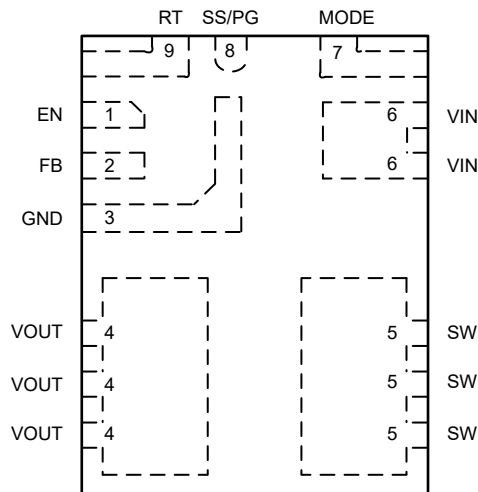 RT SS/PG MODE
9 8 7
EN 1 6 VIN
FB 2 6 VIN
GND 3
VOUT 4 5 SW
VOUT 4 5 SW
VOUT 4 5 SW